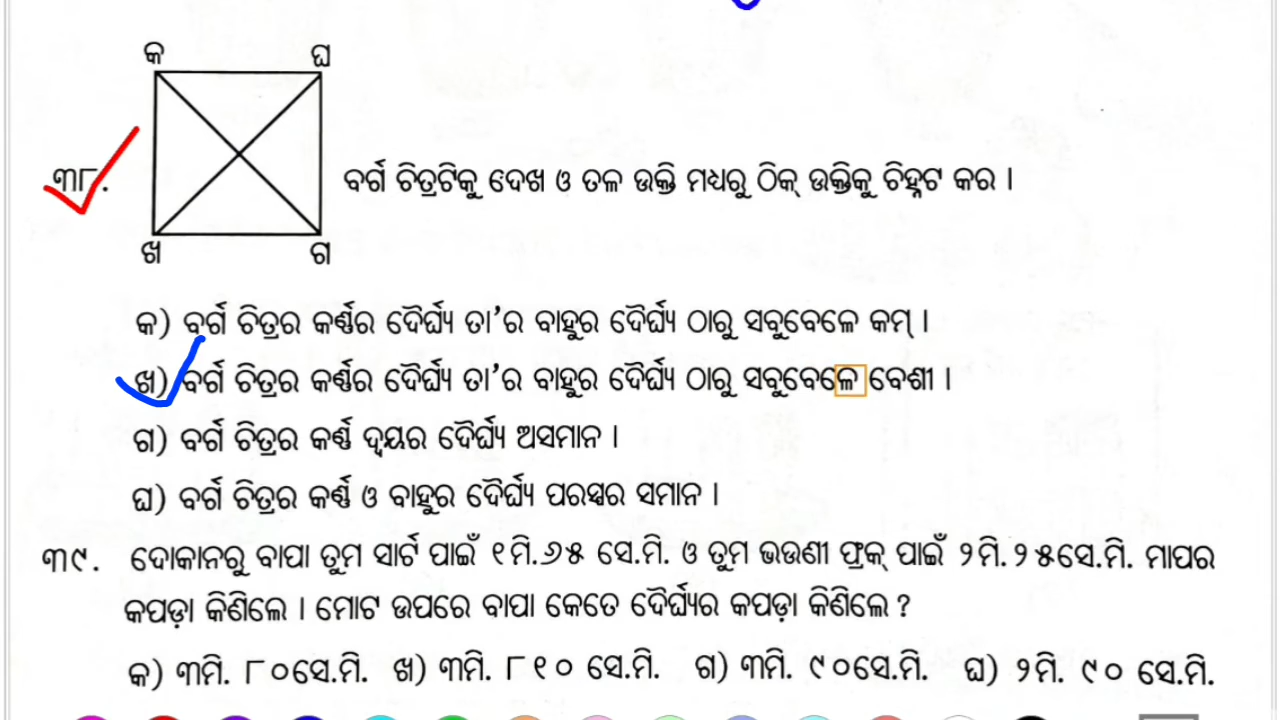 କ ଘ
୩୮. ବର୍ଗ ଚିତ୍ରଟିକୁ ଦେଖ ଓ ତଳ ଉକ୍ତି ମଧ୍ୟରୁ ଠିକ୍ ଉକ୍ତିକୁ ଚିହ୍ନଟ କର ।
ଖ ଗ
କ) ବର୍ଗ ଚିତ୍ରର କର୍ଣ୍ଣର ଦୈର୍ଘ୍ୟ ତା'ର ବାହୁର ଦୈର୍ଘ୍ୟ ଠାରୁ ସବୁବେଳେ କମ୍ ।
ଖ) ବର୍ଗ ଚିତ୍ରର କର୍ଣ୍ଣର ଦୈର୍ଘ୍ୟ ତା'ର ବାହୁର ଦୈର୍ଘ୍ୟ ଠାରୁ ସବୁବେଳେ ବେଶୀ ।
ଗ) ବର୍ଗ ଚିତ୍ରର କର୍ଣ୍ଣ ଦ୍ୱୟର ଦୈର୍ଘ୍ୟ ଅସମାନ ।
ଘ) ବର୍ଗ ଚିତ୍ରର କର୍ଣ୍ଣ ଓ ବାହୁର ଦୈର୍ଘ୍ୟ ପରସ୍ପର ସମାନ ।
୩୯. ଦୋକାନରୁ ବାପା ତୁମ ସାର୍ଟ ପାଇଁ ୧ମି.୬୫ ସେ.ମି. ଓ ତୁମ ଭଉଣୀ ଫ୍ରକ୍ ପାଇଁ ୨ମି.୨୫ସେ.ମି. ମାପର
କପଡ଼ା କିଣିଲେ । ମୋଟ ଉପରେ ବାପା କେତେ ଦୈର୍ଘ୍ୟର କପଡ଼ା କିଣିଲେ ?
କ) ୩ମି. ୮୦ସେ.ମି. ଖ) ୩ମି. ୮୧୦ ସେ.ମି. ଗ) ୩ମି. ୯୦ସେ.ମି. ଘ) ୨ମି. ୯୦ ସେ.ମି.